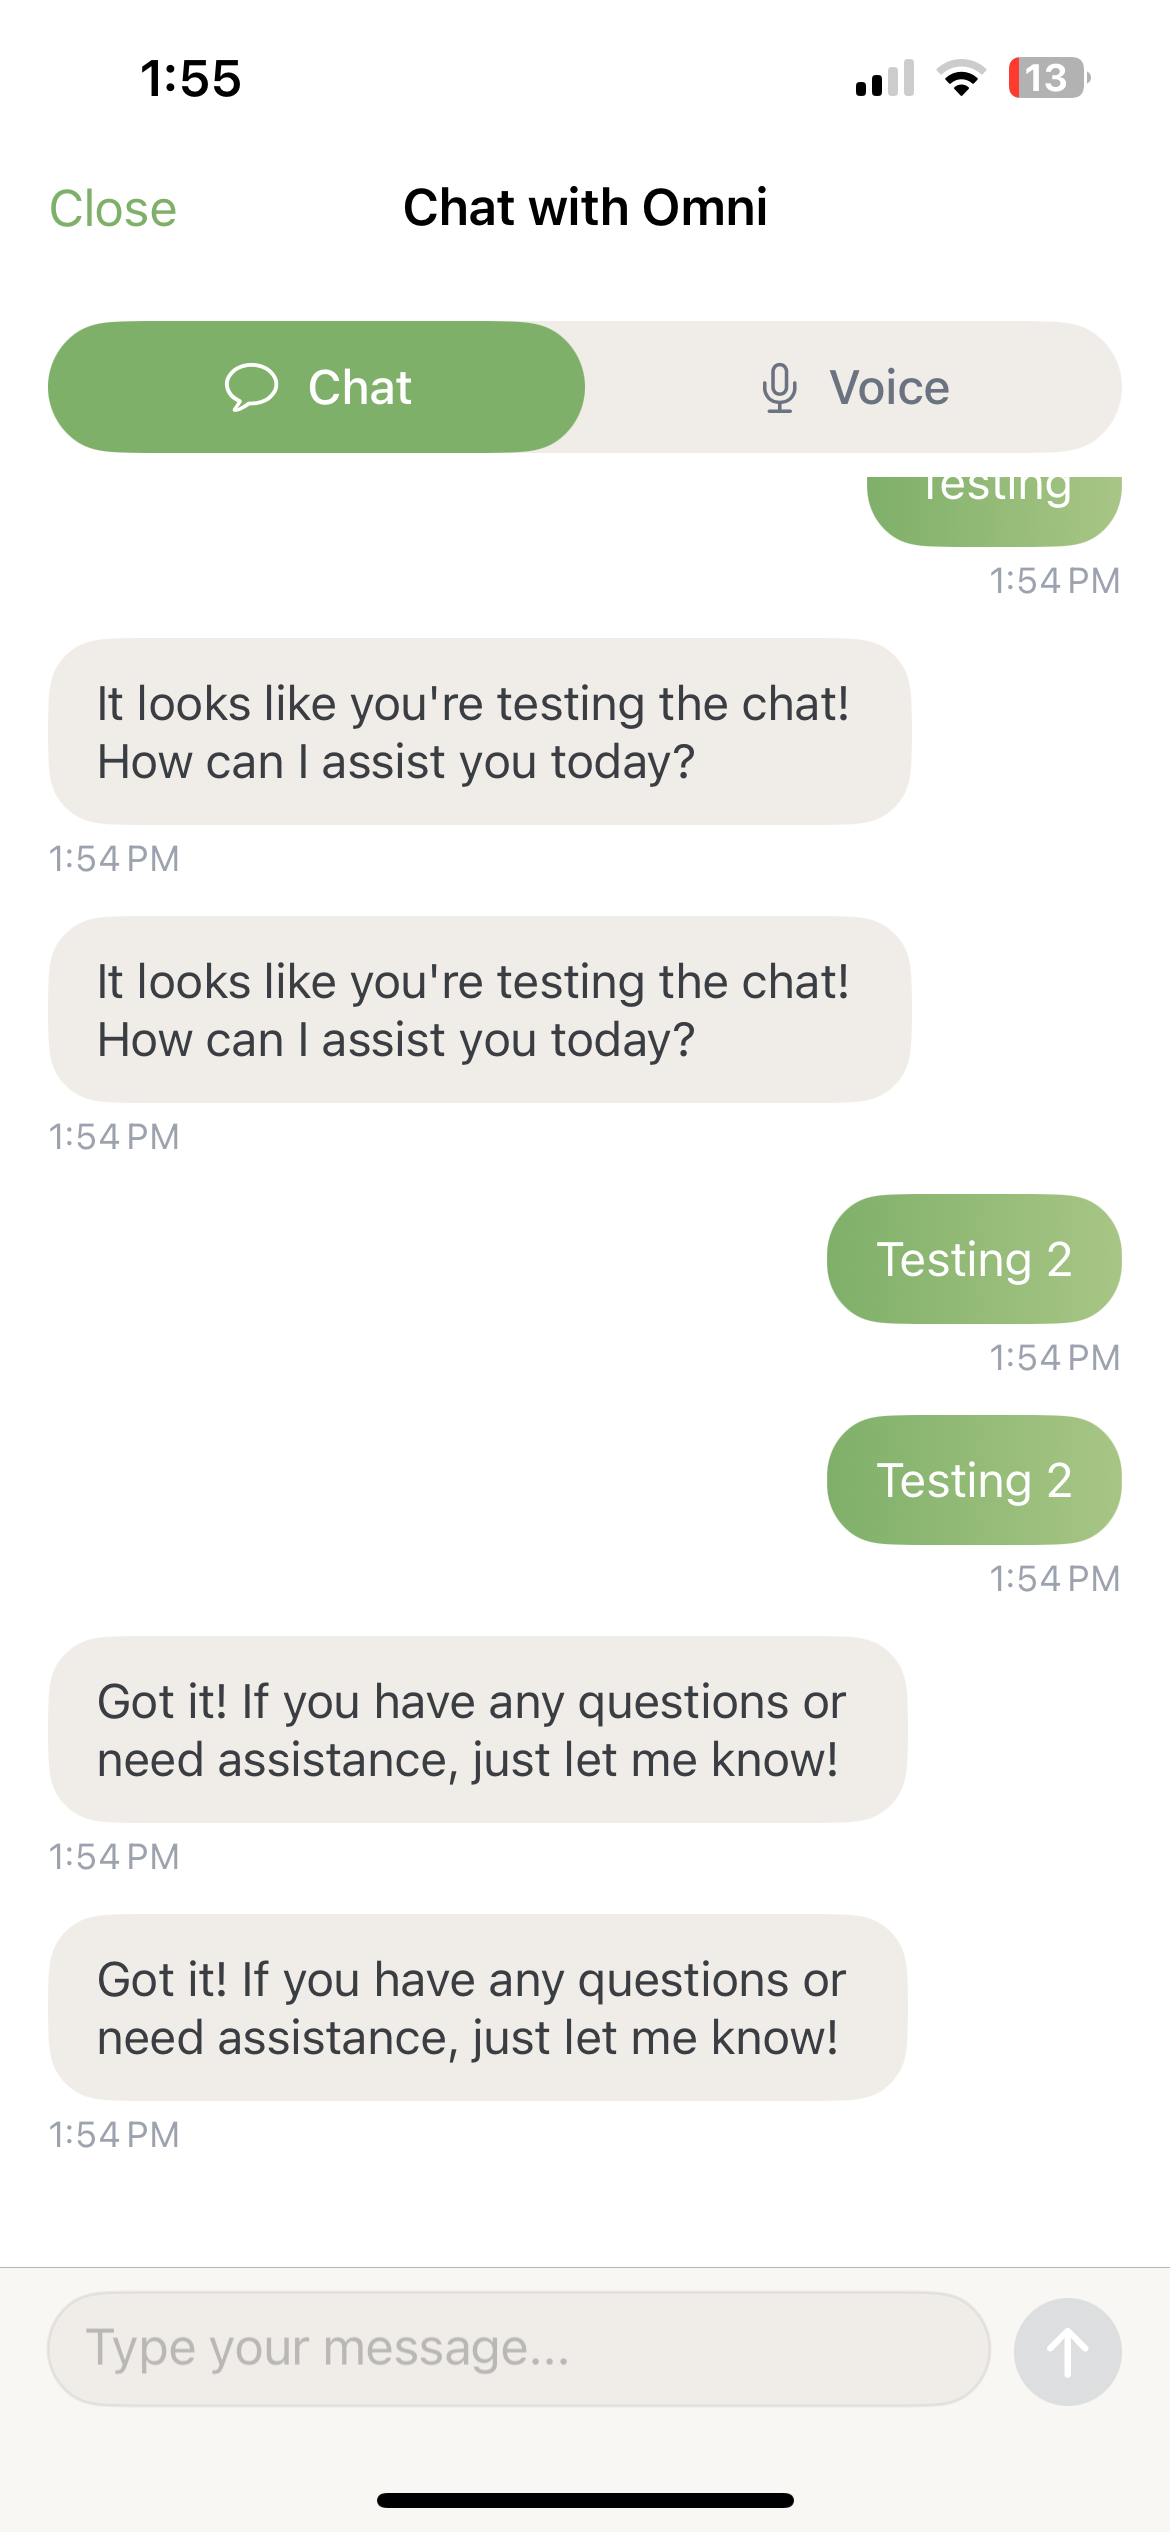 1:55
13
Close
Chat with Omni
Chat
Voice
Testing
1:54 PM
It looks like you're testing the chat!
How can I assist you today?
1:54 PM
It looks like you're testing the chat!
How can I assist you today?
1:54 PM
Testing 2
1:54 PM
Testing 2
1:54 PM
Got it! If you have any questions or
need assistance, just let me know!
1:54 PM
Got it! If you have any questions or
need assistance, just let me know!
1:54 PM
Type your message...